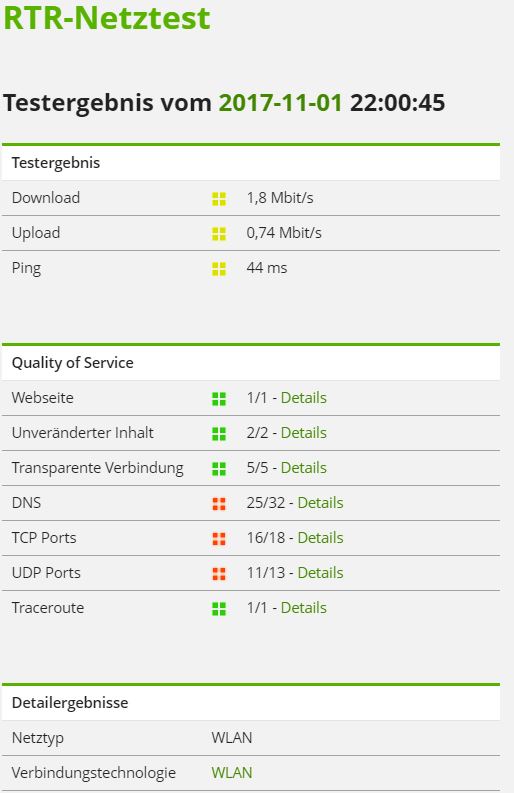 RTR-Netztest
Testergebnis vom 2017-11-01 22:00:45
Testergebnis
Download 1,8 Mbit/s
Upload 0,74 Mbit/s
Ping 44 ms
Quality of Service
Webseite 1/1 - Details
Unveränderter Inhalt 2/2 - Details
Transparente Verbindung 5/5 - Details
DNS 25/32 - Details
TCP Ports 16/18 - Details
UDP Ports 11/13 - Details
Traceroute 1/1 - Details
Detailergebnisse
Netztyp WLAN
Verbindungstechnologie WLAN